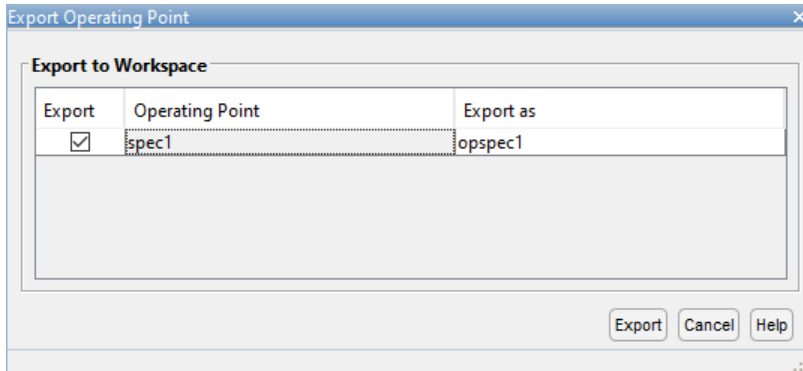 Export Operating Point
Export to Workspace
Export Operating Point Export as
spec1 opspec1
Export Cancel Help